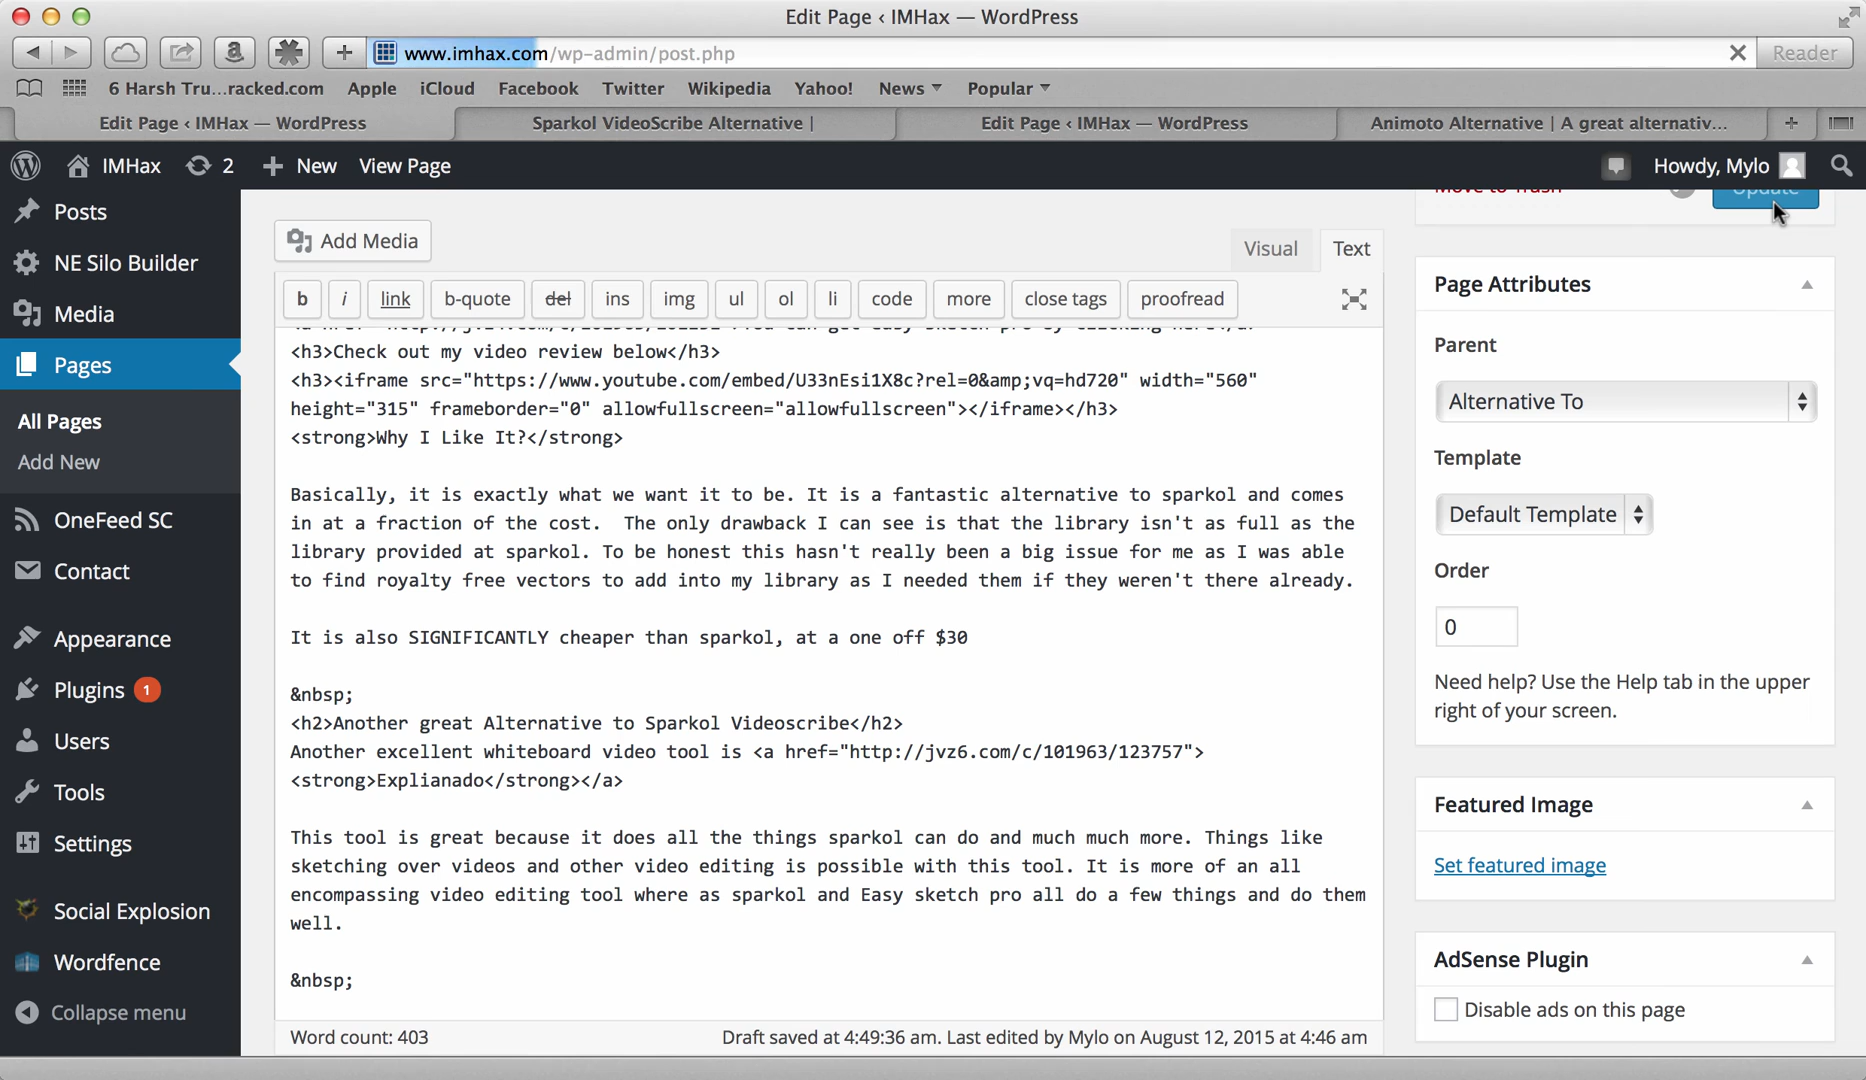 Edit Page ‹ IMHax — WordPress
www.imhax.com/wp-admin/post.php
Reader
6 Harsh Tru...racked.com Apple iCloud Facebook Twitter Wikipedia Yahoo! News Popular
Edit Page ‹ IMHax — WordPress
Sparkol VideoScribe Alternative |
Edit Page ‹ IMHax — WordPress
Animoto Alternative | A great alternativ...
IMHax 2 New View Page
Howdy, Mylo
Posts
NE Silo Builder
Media
Pages
All Pages
Add New
OneFeed SC
Contact
Appearance
Plugins 1
Users
Tools
Settings
Social Explosion
Wordfence
Collapse menu
Add Media
Visual Text
b i link b-quote del ins img ul ol li code more close tags proofread
<h3>Check out my video review below</h3>
<h3><iframe src="https://www.youtube.com/embed/U33nEsi1X8c?rel=0&amp;vq=hd720" width="560"
height="315" frameborder="0" allowfullscreen="allowfullscreen"></iframe></h3>
<strong>Why I Like It?</strong>
Basically, it is exactly what we want it to be. It is a fantastic alternative to sparkol and comes
in at a fraction of the cost.  The only drawback I can see is that the library isn't as full as the
library provided at sparkol. To be honest this hasn't really been a big issue for me as I was able
to find royalty free vectors to add into my library as I needed them if they weren't there already.
It is also SIGNIFICANTLY cheaper than sparkol, at a one off $30
&nbsp;
<h2>Another great Alternative to Sparkol Videoscribe</h2>
Another excellent whiteboard video tool is <a href="http://jvz6.com/c/101963/123757">
<strong>Explianado</strong></a>
This tool is great because it does all the things sparkol can do and much much more. Things like
sketching over videos and other video editing is possible with this tool. It is more of an all
encompassing video editing tool where as sparkol and Easy sketch pro all do a few things and do them
well.
&nbsp;
Word count: 403
Draft saved at 4:49:36 am. Last edited by Mylo on August 12, 2015 at 4:46 am
Move to Trash
Update
Page Attributes
Parent
Alternative To
Template
Default Template
Order
0
Need help? Use the Help tab in the upper
right of your screen.
Featured Image
Set featured image
AdSense Plugin
Disable ads on this page